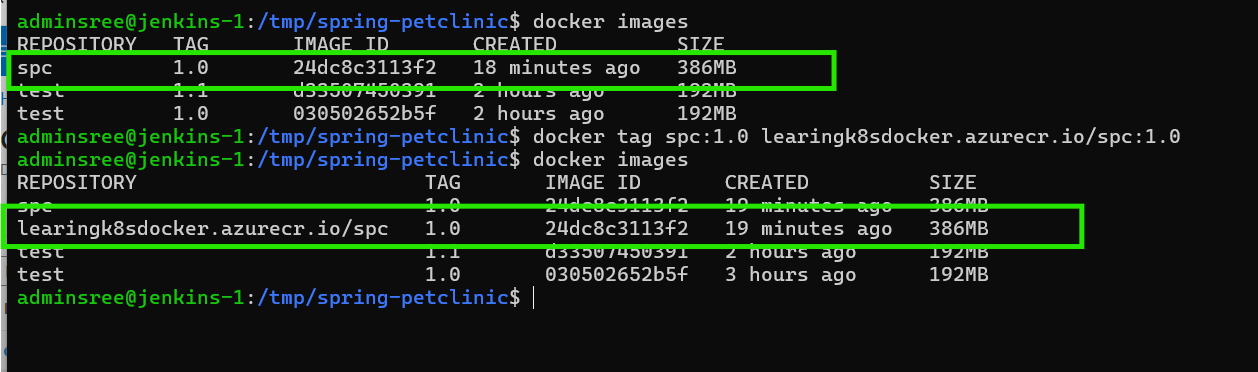 adminsree@jenkins-1:/tmp/spring-petclinic$ docker images
REPOSITORY TAG IMAGE ID CREATED SIZE
spc 1.0 24dc8c3113f2 18 minutes ago 386MB
test 1.1 d33507450391 2 hours ago 192MB
test 1.0 030502652b5f 2 hours ago 192MB
adminsree@jenkins-1:/tmp/spring-petclinic$ docker tag spc:1.0 learingk8sdocker.azurecr.io/spc:1.0
adminsree@jenkins-1:/tmp/spring-petclinic$ docker images
REPOSITORY TAG IMAGE ID CREATED SIZE
spc 1.0 24dc8c3113f2 19 minutes ago 386MB
learingk8sdocker.azurecr.io/spc 1.0 24dc8c3113f2 19 minutes ago 386MB
test 1.1 d33507450391 2 hours ago 192MB
test 1.0 030502652b5f 3 hours ago 192MB
adminsree@jenkins-1:/tmp/spring-petclinic$